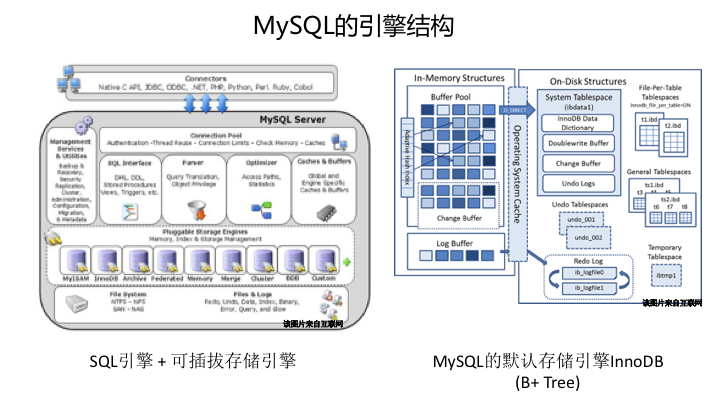 MySQL的引擎结构
Connectors
Native C API, JDBC, ODBC, .NET, PHP, Python, Perl, Ruby, Cobol
MySQL Server
Management
Services
& Utilities
Backup &
Recovery,
Security,
Replication,
Cluster,
Administration,
Configuration,
Migration,
& Metadata
Connection Pool
Authentication -Thread Reuse - Connection Limits - Check Memory - Caches
SQL Interface
DML, DDL,
Stored Procedures
Views, Triggers, etc.
Parser
Query Translation,
Object Privilege
Optimizer
Access Paths,
Statistics
Caches & Buffers
Global and
Engine Specific
Caches & Buffers
Pluggable Storage Engines
Memory, Index & Storage Management
MyISAM
InnoDB
Archive
Federated
Memory
Merge
Cluster
BDB
Custom
File System
NTFS - NFS
SAN - NAS
Files & Logs
Redo, Undo, Data, Index, Binary,
Error, Query, and Slow
该图片来自互联网
SQL引擎 + 可插拔存储引擎
In-Memory Structures
Buffer Pool
Adaptive Hash Index
Change Buffer
Log Buffer
O_DIRECT
Operating System Cache
On-Disk Structures
System Tablespace
(ibdata1)
InnoDB Data
Dictionary
Doublewrite Buffer
Change Buffer
Undo Logs
Undo Tablespaces
undo_001
undo_002
Redo Log
ib_logfile0
ib_logfile1
File-Per-Table
Tablespaces
innodb_file_per_table=ON
t1.ibd
t2.ibd
General Tablespaces
ts1.ibd
t3
ts2.ibd
t6 t7 t8
Temporary
Tablespace
ibtmp1
该图片来自互联网
MySQL的默认存储引擎InnoDB
(B+ Tree)